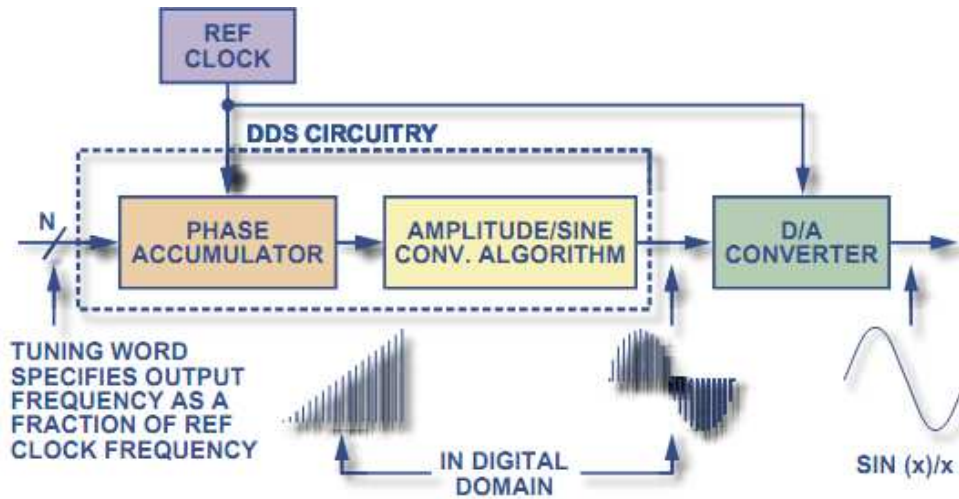 REF
CLOCK
DDS CIRCUITRY
N
PHASE
ACCUMULATOR
AMPLITUDE/SINE
CONV. ALGORITHM
D/A
CONVERTER
TUNING WORD
SPECIFIES OUTPUT
FREQUENCY AS A
FRACTION OF REF
CLOCK FREQUENCY
IN DIGITAL
DOMAIN
SIN (x)/x